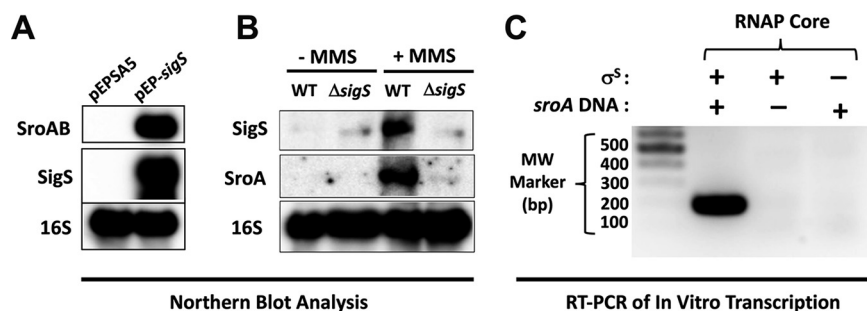 A
pEPSA5
pEP-sigS
SroAB
SigS
16S
Northern Blot Analysis
B
- MMS
+ MMS
WT ΔsigS WT ΔsigS
SigS
SroA
16S
C
RNAP Core
σˢ : + + –
sroA DNA : + – +
MW
Marker
(bp)
500
400
300
200
100
RT-PCR of In Vitro Transcription